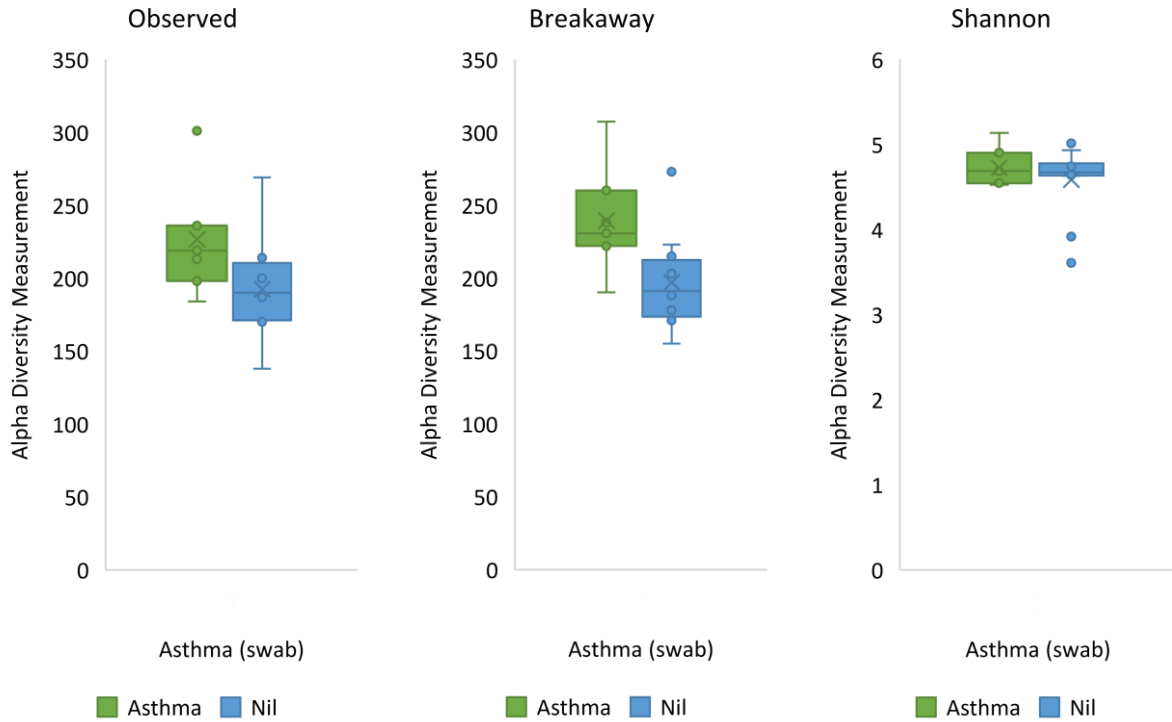 Observed
350
300
250
200
150
100
50
0
Alpha Diversity Measurement
Asthma (swab)
Asthma Nil
Breakaway
350
300
250
200
150
100
50
0
Alpha Diversity Measurement
Asthma (swab)
Asthma Nil
Shannon
6
5
4
3
2
1
0
Alpha Diversity Measurement
Asthma (swab)
Asthma Nil